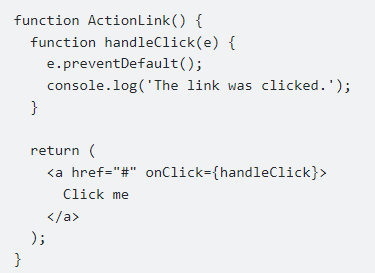 function ActionLink() {
  function handleClick(e) {
    e.preventDefault();
    console.log('The link was clicked.');
  }

  return (
    <a href="#" onClick={handleClick}>
      Click me
    </a>
  );
}